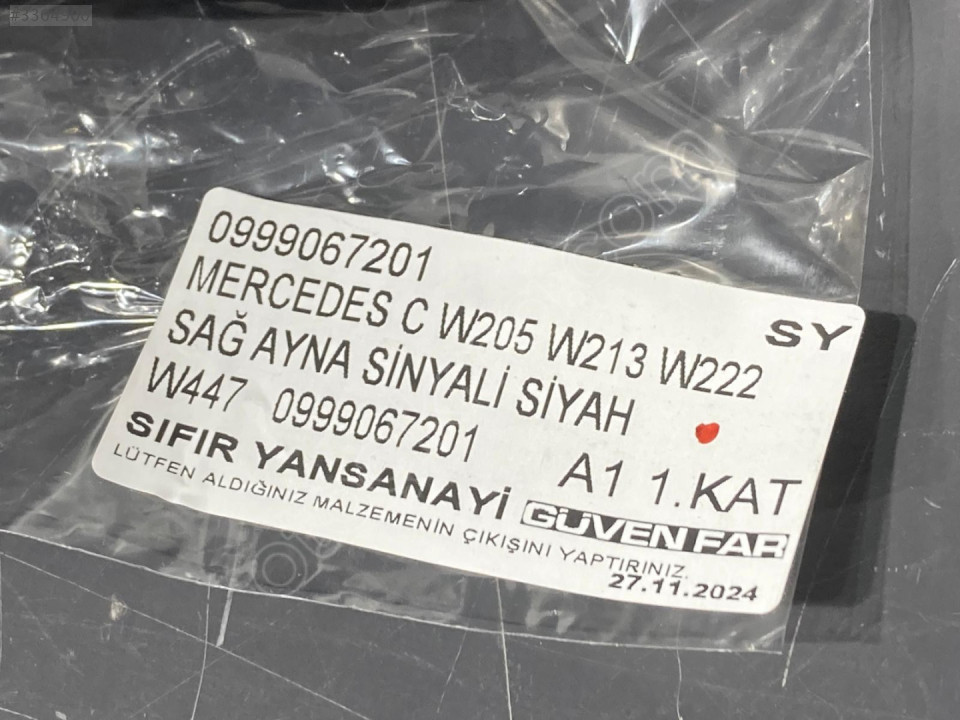 0999067201
MERCEDES C W205 W213 W222
SY
SAĞ AYNA SİNYALİ SİYAH
W447 0999067201
A1 1.KAT
SIFIR YANSANAYİ GÜVEN FAR
LÜTFEN ALDIĞINIZ MALZEMENİN ÇIKIŞINI YAPTIRINIZ.
27.11.2024